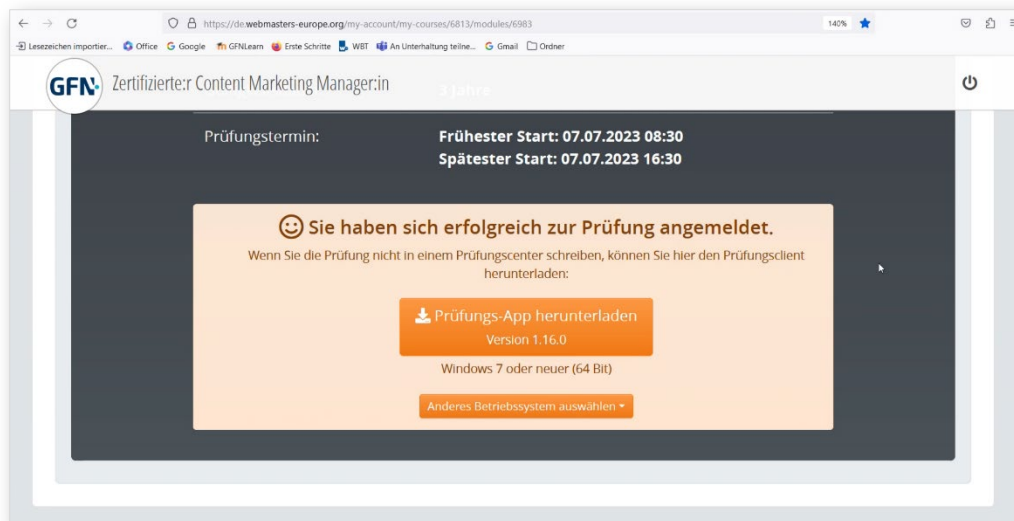 https://de.webmasters-europe.org/my-account/my-courses/6813/modules/6983
140%
Lesezeichen importier... Office Google GFNLearn Erste Schritte WBT An Unterhaltung teilne... Gmail Ordner
GFN Zertifizierte:r Content Marketing Manager:in
3 Jahre
Prüfungstermin: Frühester Start: 07.07.2023 08:30
Spätester Start: 07.07.2023 16:30
Sie haben sich erfolgreich zur Prüfung angemeldet.
Wenn Sie die Prüfung nicht in einem Prüfungscenter schreiben, können Sie hier den Prüfungsclient
herunterladen:
Prüfungs-App herunterladen
Version 1.16.0
Windows 7 oder neuer (64 Bit)
Anderes Betriebssystem auswählen